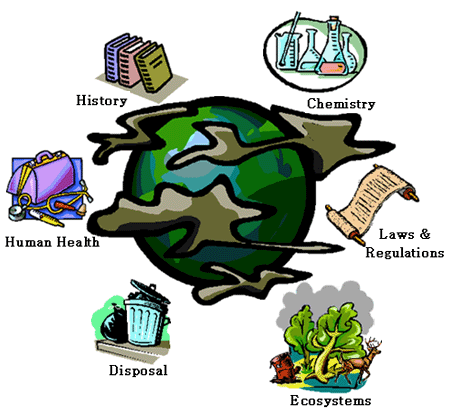 History
Chemistry
Human Health
Laws &
Regulations
Disposal
Ecosystems